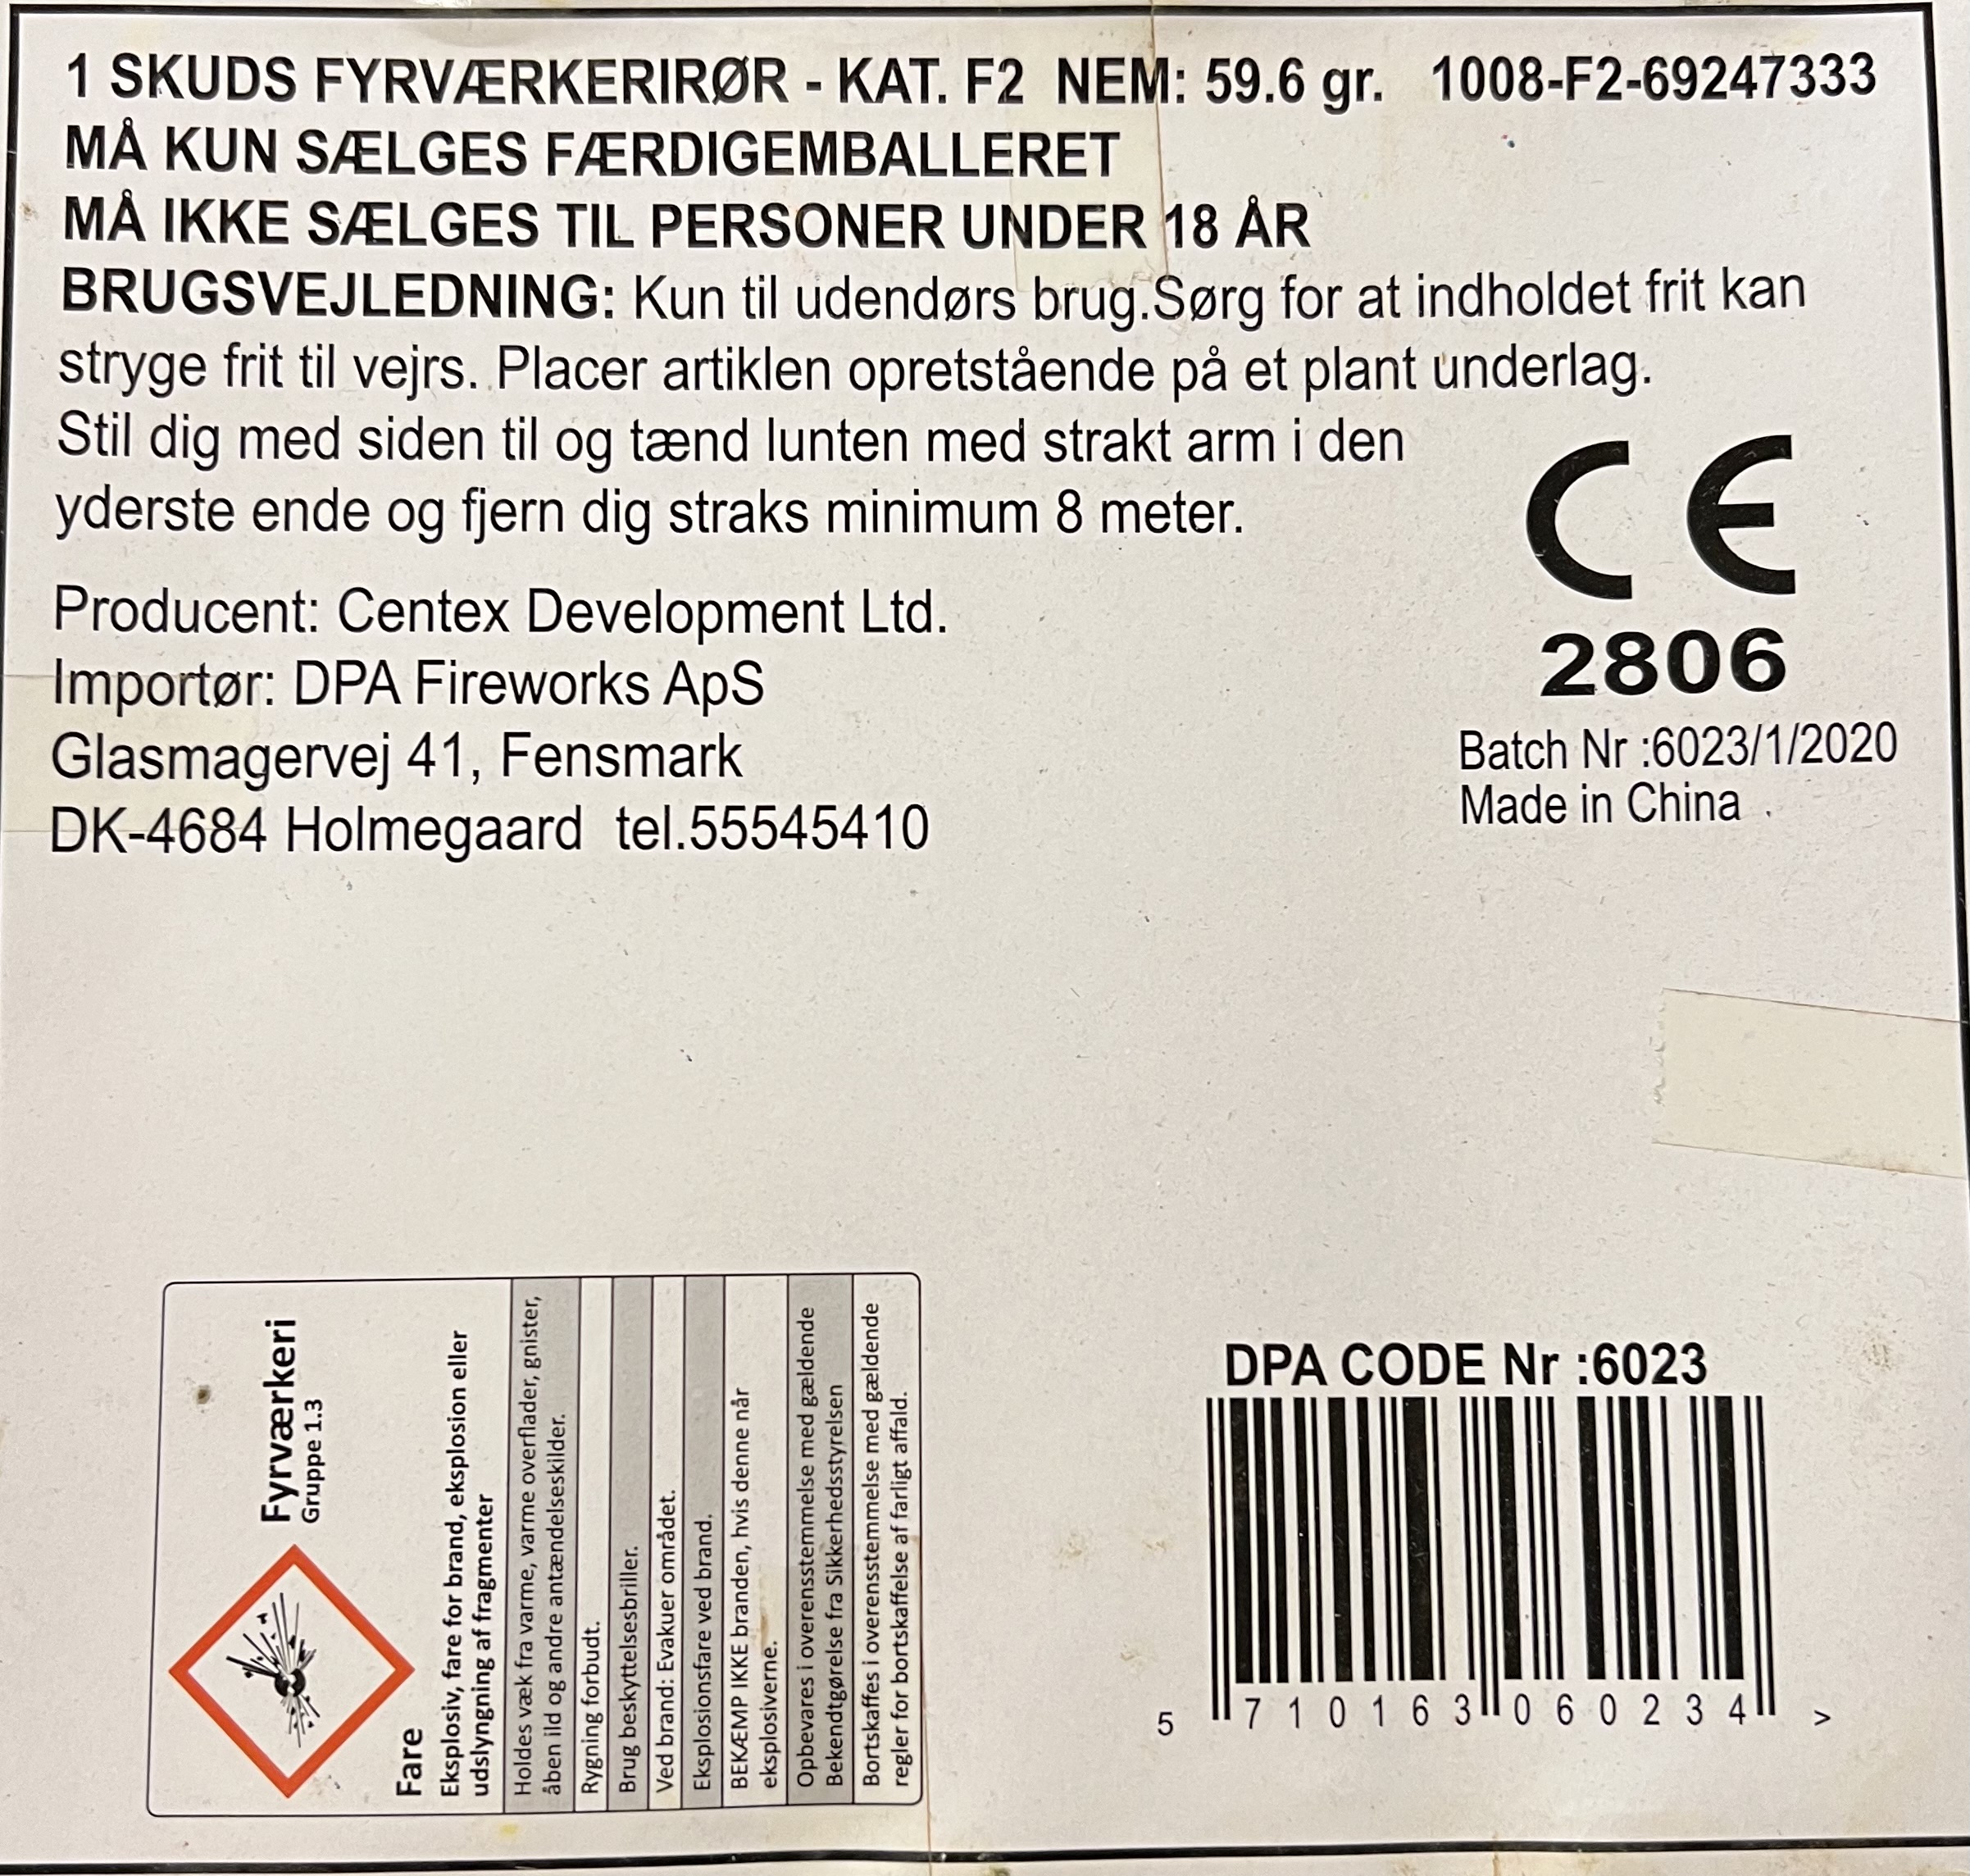 1 SKUDS FYRVÆRKERIRØR - KAT. F2 NEM: 59.6 gr. 1008-F2-69247333
MÅ KUN SÆLGES FÆRDIGEMBALLERET
MÅ IKKE SÆLGES TIL PERSONER UNDER 18 ÅR
BRUGSVEJLEDNING: Kun til udendørs brug.Sørg for at indholdet frit kan
stryge frit til vejrs. Placer artiklen opretstående på et plant underlag.
Stil dig med siden til og tænd lunten med strakt arm i den
yderste ende og fjern dig straks minimum 8 meter.
CE
2806
Batch Nr :6023/1/2020
Made in China
Producent: Centex Development Ltd.
Importør: DPA Fireworks ApS
Glasmagervej 41, Fensmark
DK-4684 Holmegaard tel.55545410
Fyrværkeri
Gruppe 1.3
Fare
Eksplosiv, fare for brand, eksplosion eller
udslyngning af fragmenter
Holdes væk fra varme, varme overflader, gnister,
åben ild og andre antændelseskilder.
Rygning forbudt.
Brug beskyttelsesbriller.
Ved brand: Evakuer området.
Eksplosionsfare ved brand.
BEKÆMP IKKE branden, hvis denne når
eksplosiverne.
Opbevares i overensstemmelse med gældende
Bekendtgørelse fra Sikkerhedsstyrelsen
Bortskaffes i overensstemmelse med gældende
regler for bortskaffelse af farligt affald.
DPA CODE Nr :6023
5 710163 060234 >